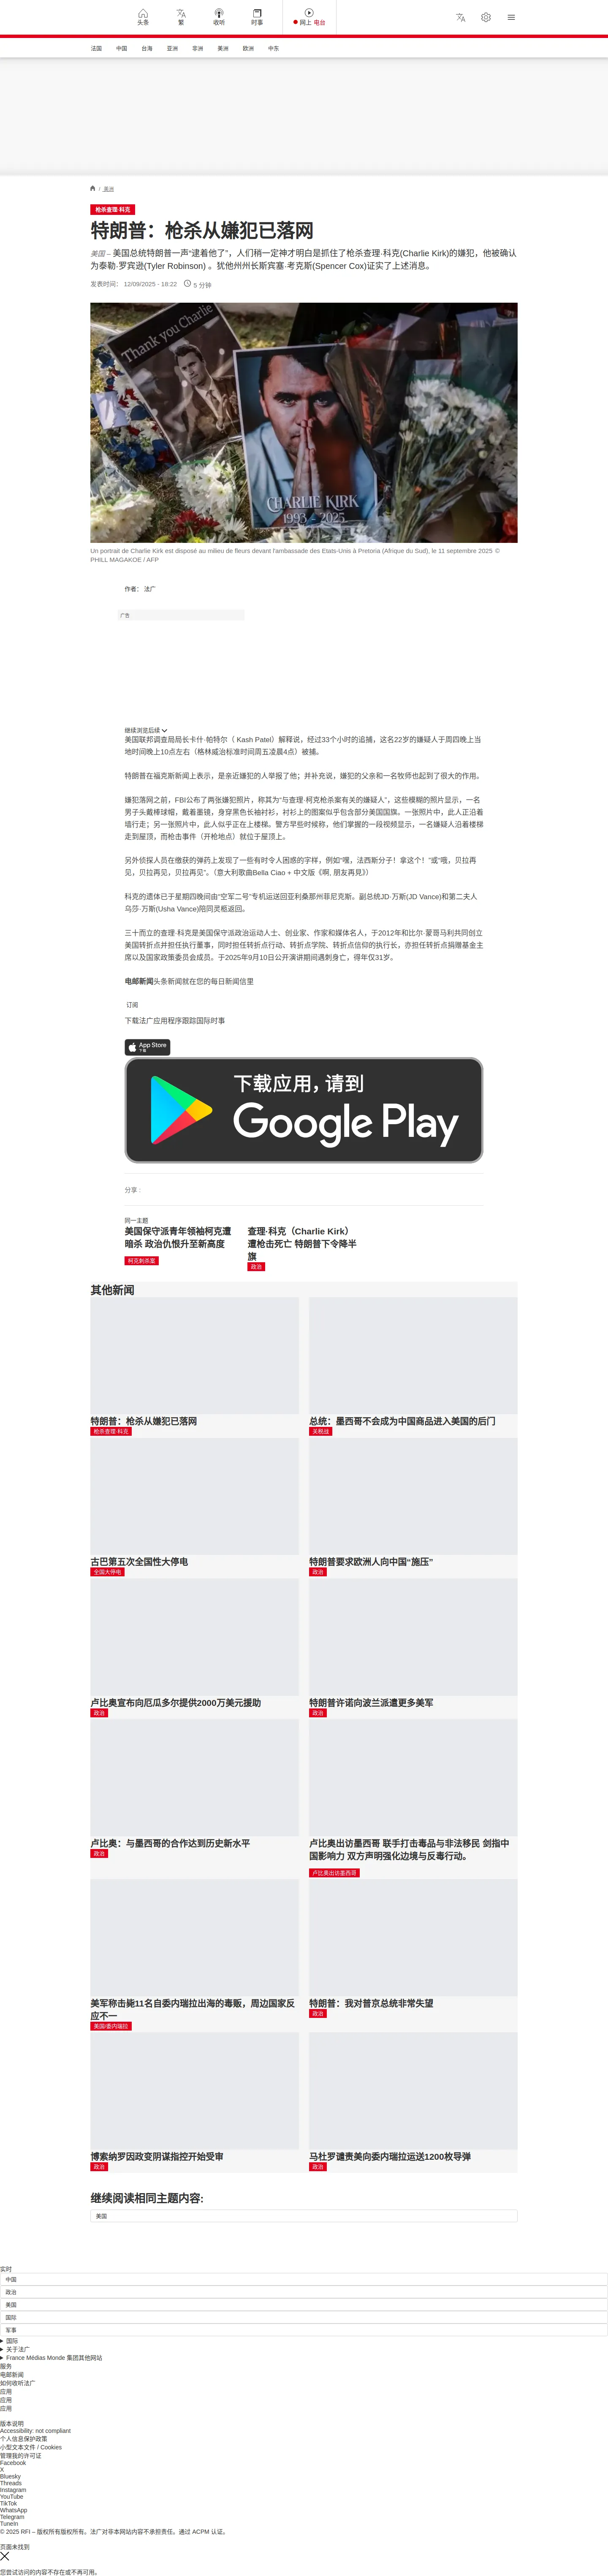 头条
繁
收听
时事
网上 电台
法国 中国 台海 亚洲 非洲 美洲 欧洲 中东
/ 美洲
枪杀查理·科克
特朗普：枪杀从嫌犯已落网
美国 – 美国总统特朗普一声“逮着他了”，人们稍一定神才明白是抓住了枪杀查理·科克(Charlie Kirk)的嫌犯，他被确认
为泰勒·罗宾逊(Tyler Robinson) 。犹他州州长斯宾塞·考克斯(Spencer Cox)证实了上述消息。
发表时间： 12/09/2025 - 18:22 5 分钟
Thank you Charlie
CHARLIE KIRK
1993 - 2025
Un portrait de Charlie Kirk est disposé au milieu de fleurs devant l'ambassade des Etats-Unis à Pretoria (Afrique du Sud), le 11 septembre 2025 ©
PHILL MAGAKOE / AFP
作者： 法广
广告
继续浏览后续
美国联邦调查局局长卡什·帕特尔（ Kash Patel）解释说，经过33个小时的追捕，这名22岁的嫌疑人于周四晚上当
地时间晚上10点左右（格林威治标准时间周五凌晨4点）被捕。
特朗普在福克斯新闻上表示，是亲近嫌犯的人举报了他；并补充说，嫌犯的父亲和一名牧师也起到了很大的作用。
嫌犯落网之前，FBI公布了两张嫌犯照片，称其为“与查理·柯克枪杀案有关的嫌疑人”，这些模糊的照片显示，一名
男子头戴棒球帽，戴着墨镜，身穿黑色长袖衬衫，衬衫上的图案似乎包含部分美国国旗。一张照片中，此人正沿着
墙行走；另一张照片中，此人似乎正在上楼梯。警方早些时候称，他们掌握的一段视频显示，一名嫌疑人沿着楼梯
走到屋顶，而枪击事件（开枪地点）就位于屋顶上。
另外侦探人员在缴获的弹药上发现了一些有时令人困惑的字样，例如“嘿，法西斯分子！拿这个！”或“哦，贝拉再
见，贝拉再见，贝拉再见”。（意大利歌曲Bella Ciao + 中文版《啊, 朋友再见》）
科克的遗体已于星期四晚间由“空军二号”专机运送回亚利桑那州菲尼克斯。副总统JD·万斯(JD Vance)和第二夫人
乌莎·万斯(Usha Vance)陪同灵柩返回。
三十而立的查理·科克是美国保守派政治运动人士、创业家、作家和媒体名人，于2012年和比尔·蒙哥马利共同创立
美国转折点并担任执行董事，同时担任转折点行动、转折点学院、转折点信仰的执行长，亦担任转折点捐赠基金主
席以及国家政策委员会成员。于2025年9月10日公开演讲期间遇刺身亡，得年仅31岁。
电邮新闻头条新闻就在您的每日新闻信里
订阅
下载法广应用程序跟踪国际时事
App Store
下载
下载应用，请到
Google Play
分享 :
同一主题
美国保守派青年领袖柯克遭
暗杀 政治仇恨升至新高度
柯克刺杀案
查理·科克（Charlie Kirk）
遭枪击死亡 特朗普下令降半
旗
政治
其他新闻
特朗普：枪杀从嫌犯已落网
枪杀查理·科克
总统：墨西哥不会成为中国商品进入美国的后门
关税战
古巴第五次全国性大停电
全国大停电
特朗普要求欧洲人向中国“施压”
政治
卢比奥宣布向厄瓜多尔提供2000万美元援助
政治
特朗普许诺向波兰派遣更多美军
政治
卢比奥：与墨西哥的合作达到历史新水平
政治
卢比奥出访墨西哥 联手打击毒品与非法移民 剑指中
国影响力 双方声明强化边境与反毒行动。
卢比奥出访墨西哥
美军称击毙11名自委内瑞拉出海的毒贩，周边国家反
应不一
美国/委内瑞拉
特朗普：我对普京总统非常失望
政治
博索纳罗因政变阴谋指控开始受审
政治
马杜罗谴责美向委内瑞拉运送1200枚导弹
政治
继续阅读相同主题内容:
美国
实时
中国
政治
美国
国际
军事
国际
关于法广
France Médias Monde 集团其他网站
服务
电邮新闻
如何收听法广
应用
应用
应用
版本说明
Accessibility: not compliant
个人信息保护政策
小型文本文件 / Cookies
管理我的许可证
Facebook
X
Bluesky
Threads
Instagram
YouTube
TikTok
WhatsApp
Telegram
TuneIn
© 2025 RFI – 版权所有版权所有。法广对非本网站内容不承担责任。通过 ACPM 认证。
页面未找到
您尝试访问的内容不存在或不再可用。